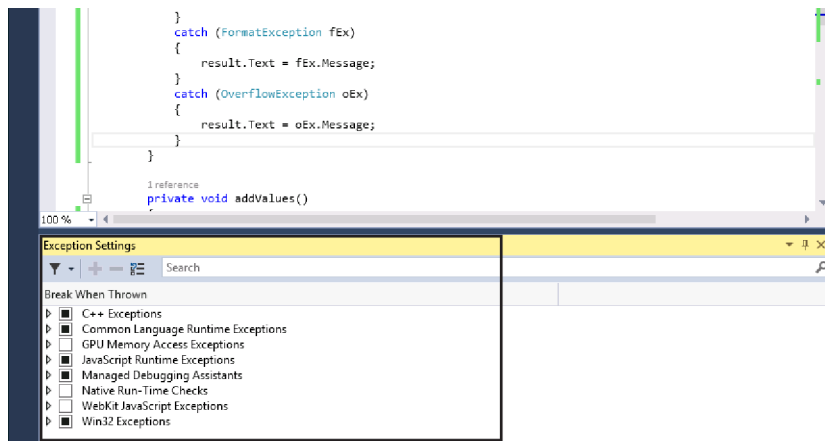 }
catch (FormatException fEx)
{
result.Text = fEx.Message;
}
catch (OverflowException oEx)
{
result.Text = oEx.Message;
}
}
1 reference
private void addValues()
100 %
Exception Settings
Search
Break When Thrown
C++ Exceptions
Common Language Runtime Exceptions
GPU Memory Access Exceptions
JavaScript Runtime Exceptions
Managed Debugging Assistants
Native Run-Time Checks
WebKit JavaScript Exceptions
Win32 Exceptions